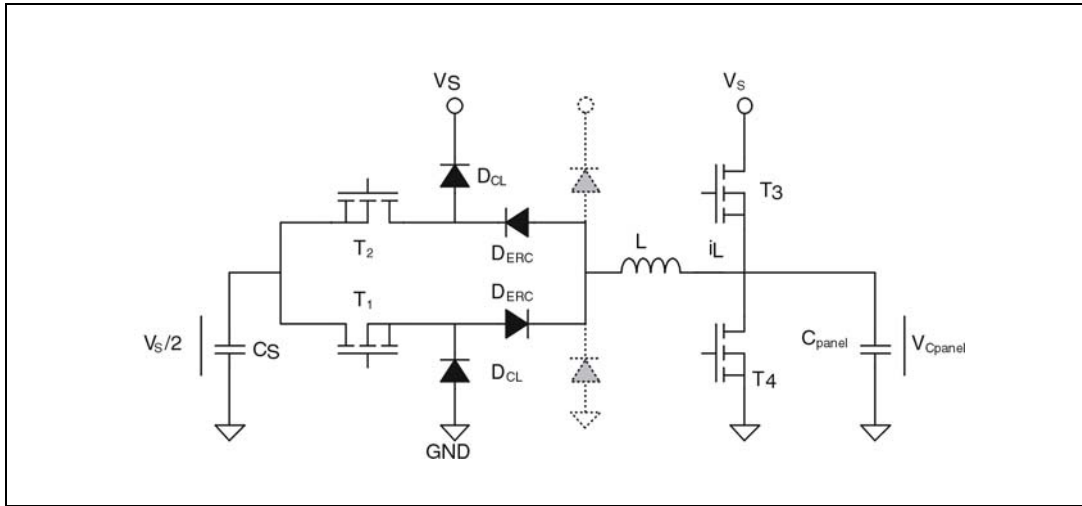 VS
VS
DCL
T3
T2
DERC
L
iL
DERC
T1
VS/2
CS
Cpanel
VCpanel
DCL
T4
GND